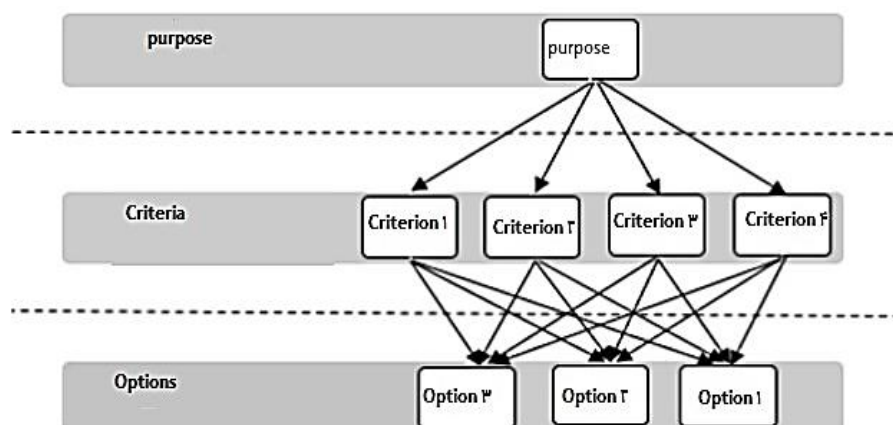 purpose
purpose
Criteria
Criterion ۱
Criterion ۲
Criterion ۳
Criterion ۴
Options
Option ۳
Option ۲
Option ۱